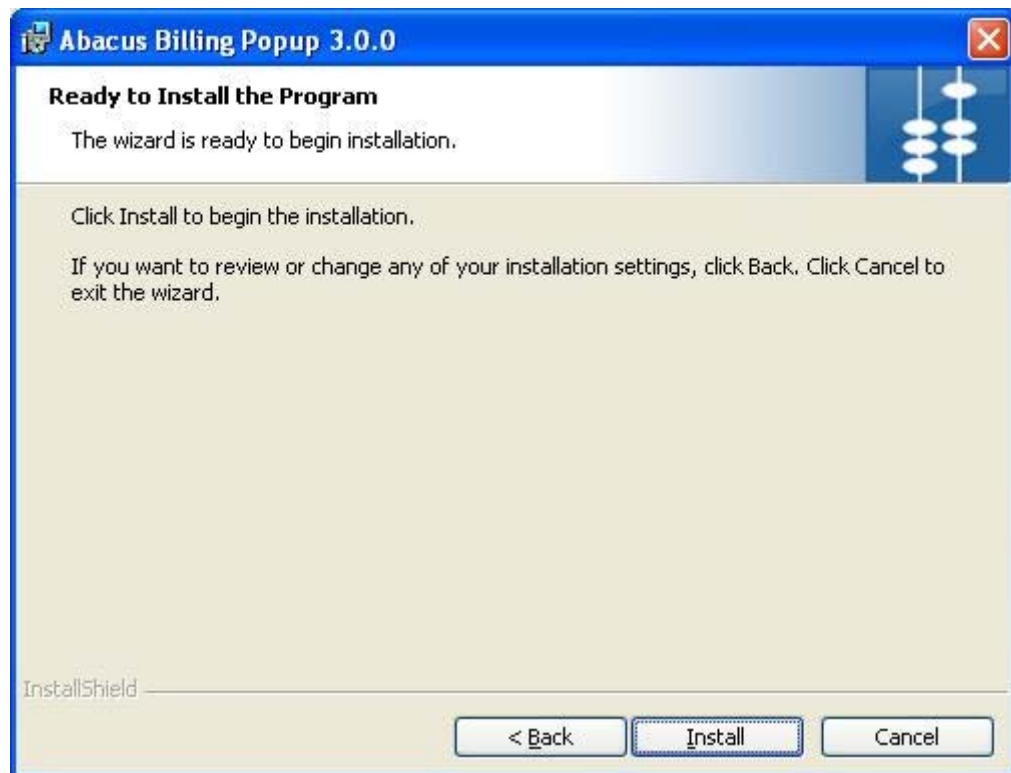 Abacus Billing Popup 3.0.0
Ready to Install the Program
The wizard is ready to begin installation.
Click Install to begin the installation.
If you want to review or change any of your installation settings, click Back. Click Cancel to
exit the wizard.
InstallShield
< Back Install Cancel